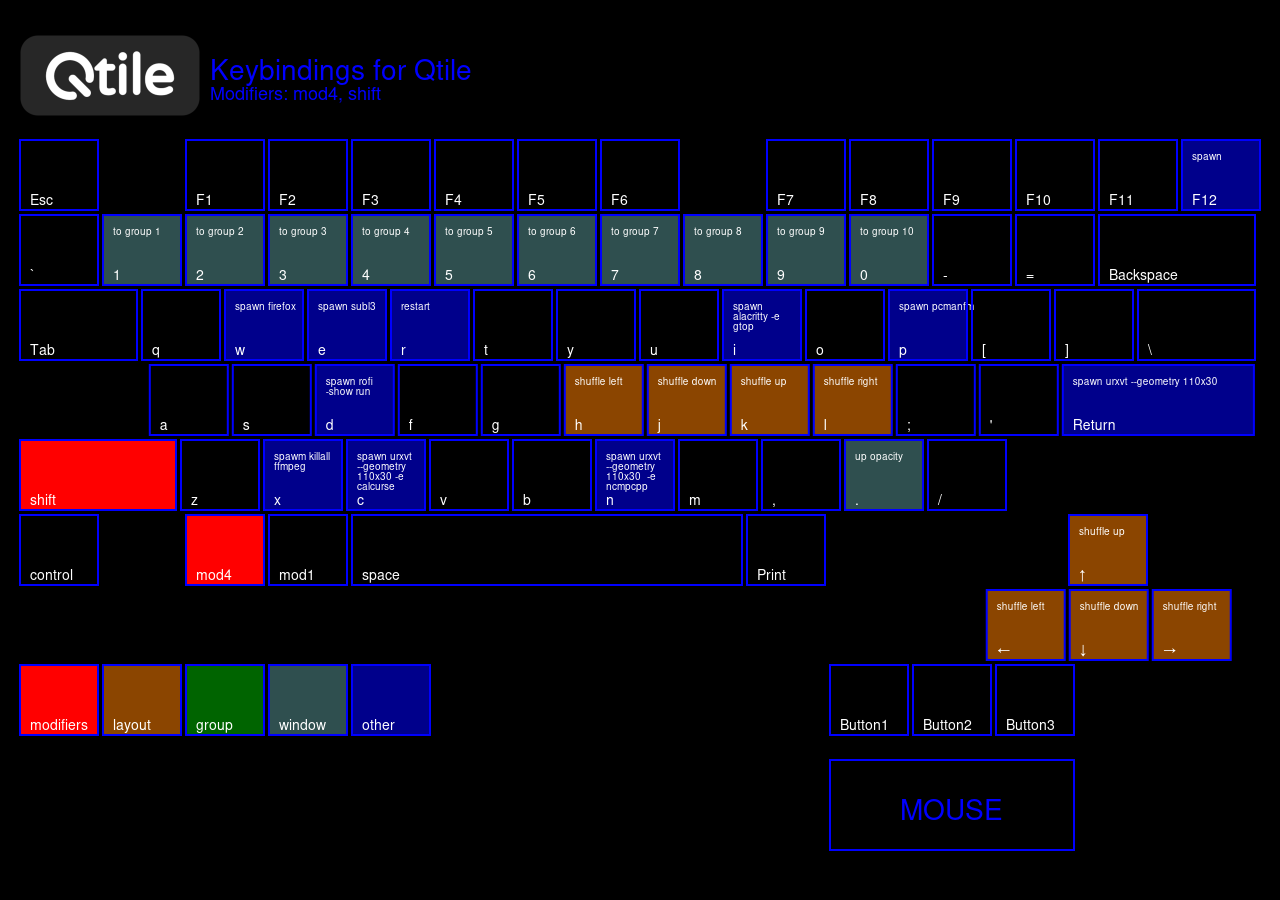 Qtile
Keybindings for Qtile
Modifiers: mod4, shift
Esc
F1
F2
F3
F4
F5
F6
F7
F8
F9
F10
F11
spawn
F12
`
to group 1
1
to group 2
2
to group 3
3
to group 4
4
to group 5
5
to group 6
6
to group 7
7
to group 8
8
to group 9
9
to group 10
0
-
=
Backspace
Tab
q
spawn firefox
w
spawn subl3
e
restart
r
t
y
u
spawn
alacritty -e
gtop
i
o
spawn pcmanfm
p
[
]
\
a
s
spawn rofi
-show run
d
f
g
shuffle left
h
shuffle down
j
shuffle up
k
shuffle right
l
;
'
spawn urxvt --geometry 110x30
Return
shift
z
spawm killall
ffmpeg
x
spawn urxvt
--geometry
110x30 -e
calcurse
c
v
b
spawn urxvt
--geometry
110x30  -e
ncmpcpp
n
m
,
up opacity
.
/
control
mod4
mod1
space
Print
shuffle up
↑
shuffle left
←
shuffle down
↓
shuffle right
→
modifiers
layout
group
window
other
Button1
Button2
Button3
MOUSE